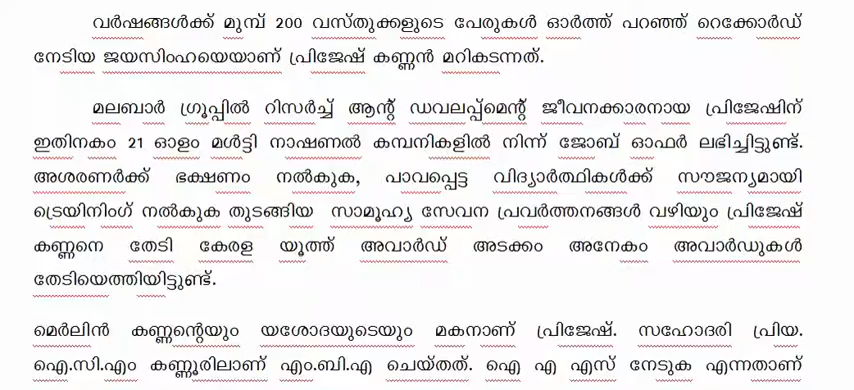 വർഷങ്ങൾക്ക് മുമ്പ് 200 വസ്തുക്കളുടെ പേരുകൾ ഓർത്ത് പറഞ്ഞ് റെക്കോർഡ്
നേടിയ ജയസിംഹയെയാണ് പ്രിജേഷ് കണ്ണൻ മറികടന്നത്.
മലബാർ ഗ്രൂപ്പിൽ റിസർച്ച് ആന്റ് ഡവലപ്പ്മെന്റ് ജീവനക്കാരനായ പ്രിജേഷിന്
ഇതിനകം 21 ഓളം മൾട്ടി നാഷണൽ കമ്പനികളിൽ നിന്ന് ജോബ് ഓഫർ ലഭിച്ചിട്ടുണ്ട്.
അശരണർക്ക് ഭക്ഷണം നൽകുക, പാവപ്പെട്ട വിദ്യാർത്ഥികൾക്ക് സൗജന്യമായി
ട്രെയിനിംഗ് നൽകുക തുടങ്ങിയ സാമൂഹ്യ സേവന പ്രവർത്തനങ്ങൾ വഴിയും പ്രിജേഷ്
കണ്ണനെ തേടി കേരള യൂത്ത് അവാർഡ് അടക്കം അനേകം അവാർഡുകൾ
തേടിയെത്തിയിട്ടുണ്ട്.
മെർലിൻ കണ്ണന്റെയും യശോദയുടെയും മകനാണ് പ്രിജേഷ്. സഹോദരി പ്രിയ.
ഐ.സി.എം കണ്ണൂരിലാണ് എം.ബി.എ ചെയ്തത്. ഐ എ എസ് നേടുക എന്നതാണ്